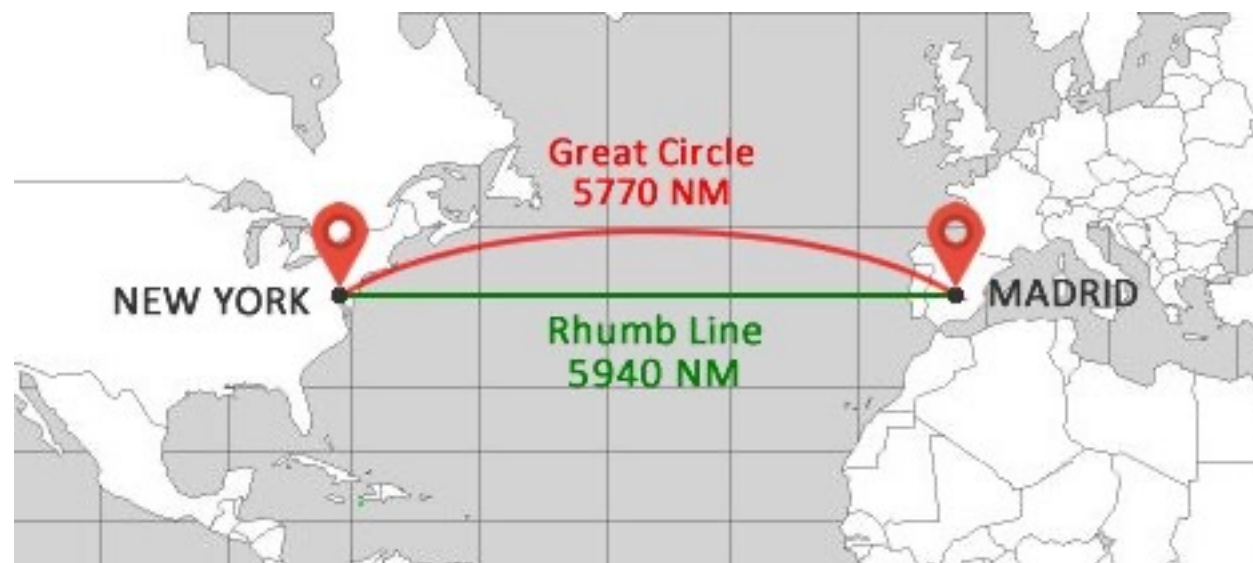 Great Circle
5770 NM
NEW YORK
MADRID
Rhumb Line
5940 NM